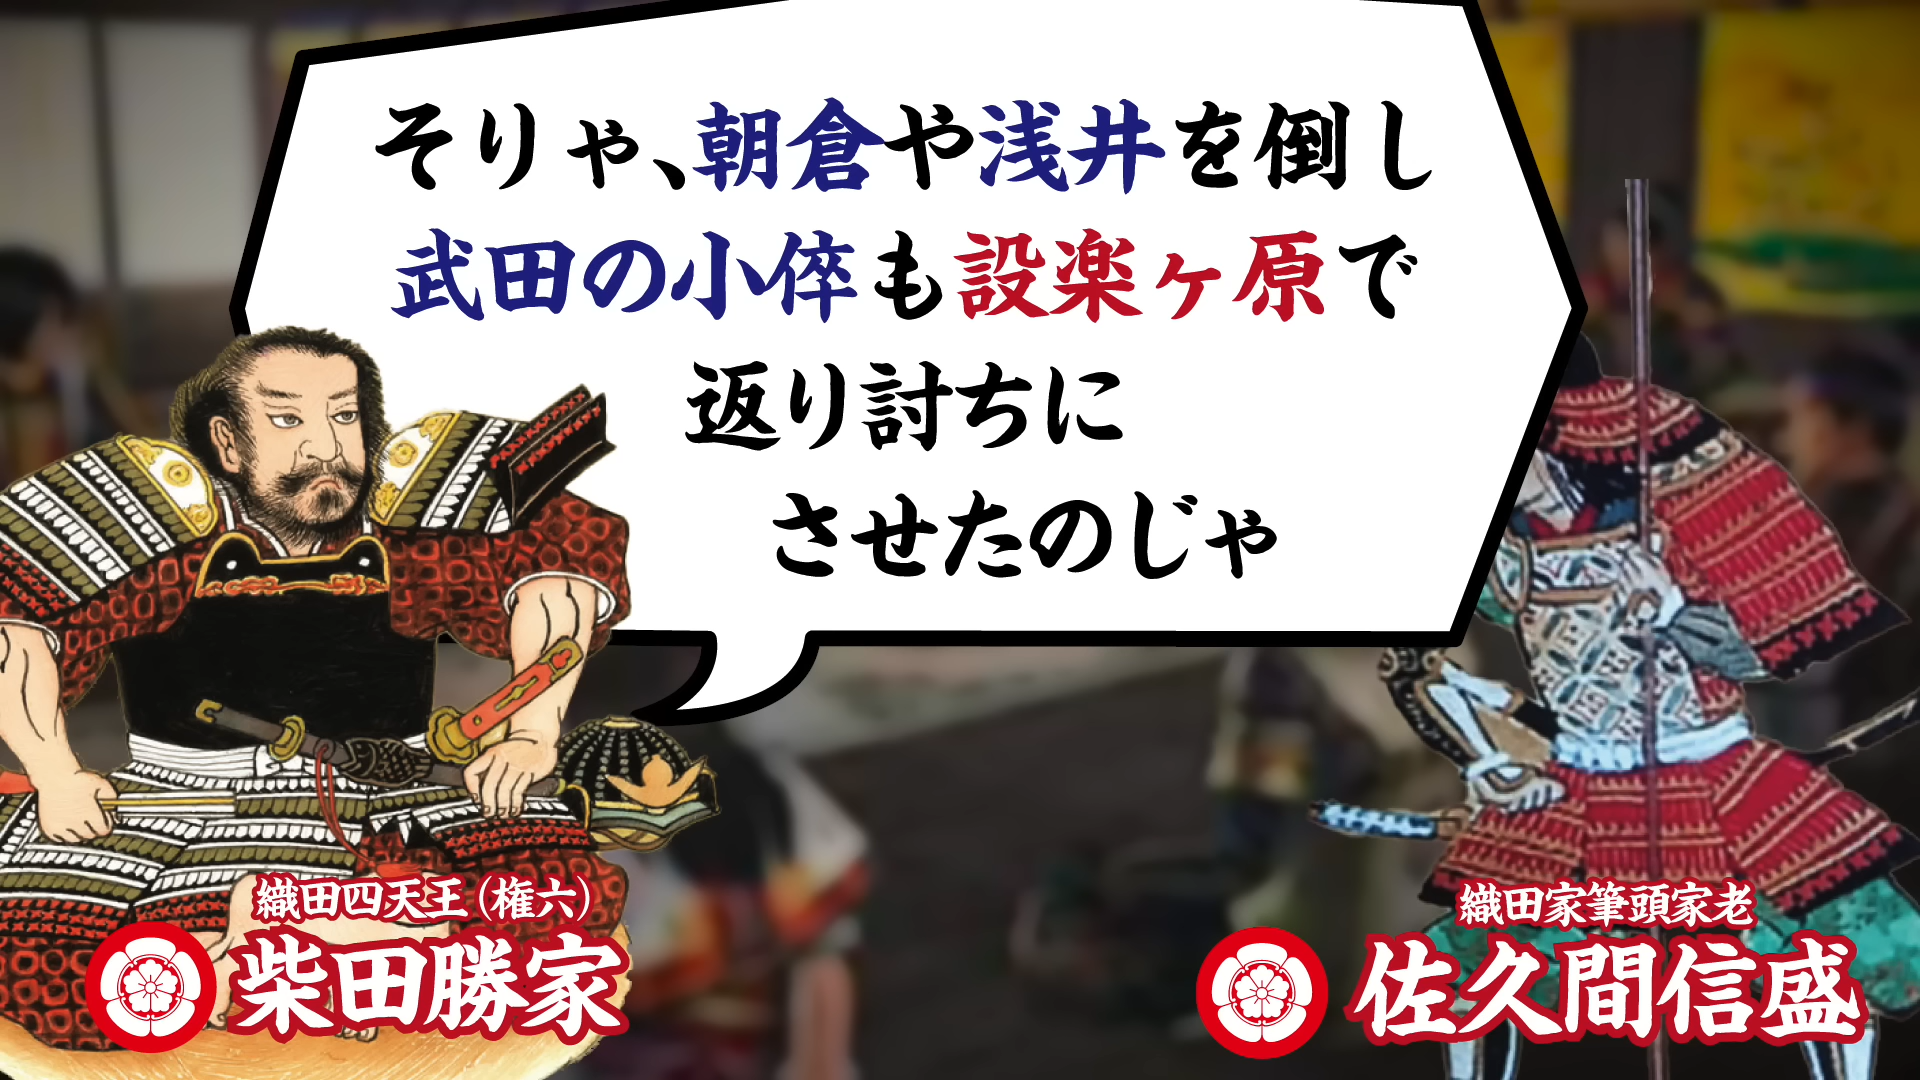 そりゃ、朝倉や浅井を倒し
武田の小倅も設楽ヶ原で
返り討ちに
させたのじゃ
織田四天王（権六）
柴田勝家
織田家筆頭家老
佐久間信盛